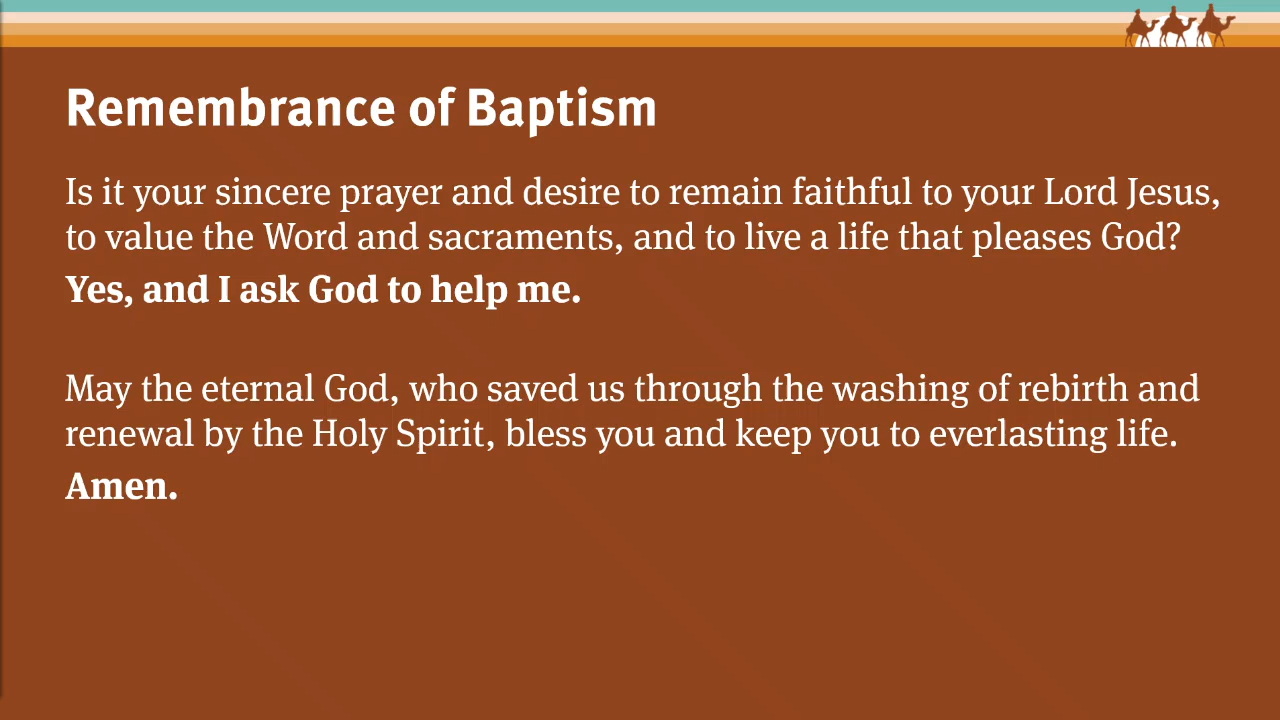 Remembrance of Baptism
Is it your sincere prayer and desire to remain faithful to your Lord Jesus,
to value the Word and sacraments, and to live a life that pleases God?
Yes, and I ask God to help me.
May the eternal God, who saved us through the washing of rebirth and
renewal by the Holy Spirit, bless you and keep you to everlasting life.
Amen.